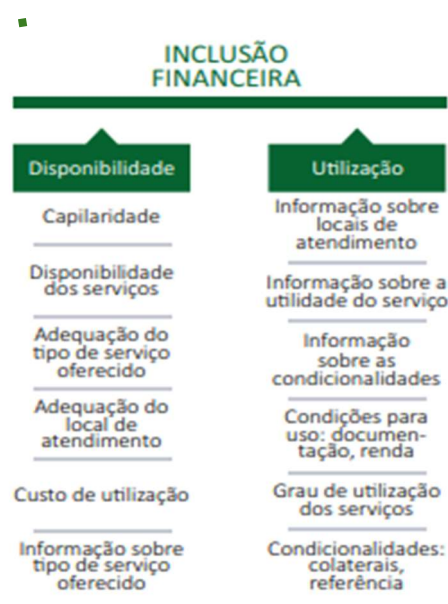 INCLUSÃO
FINANCEIRA
Disponibilidade
Capilaridade
Disponibilidade
dos serviços
Adequação do
tipo de serviço
oferecido
Adequação do
local de
atendimento
Custo de utilização
Informação sobre
tipo de serviço
oferecido
Utilização
Informação sobre
locais de
atendimento
Informação sobre a
utilidade do serviço
Informação
sobre as
condicionalidades
Condições para
uso: documen-
tação, renda
Grau de utilização
dos serviços
Condicionalidades:
colaterais,
referência